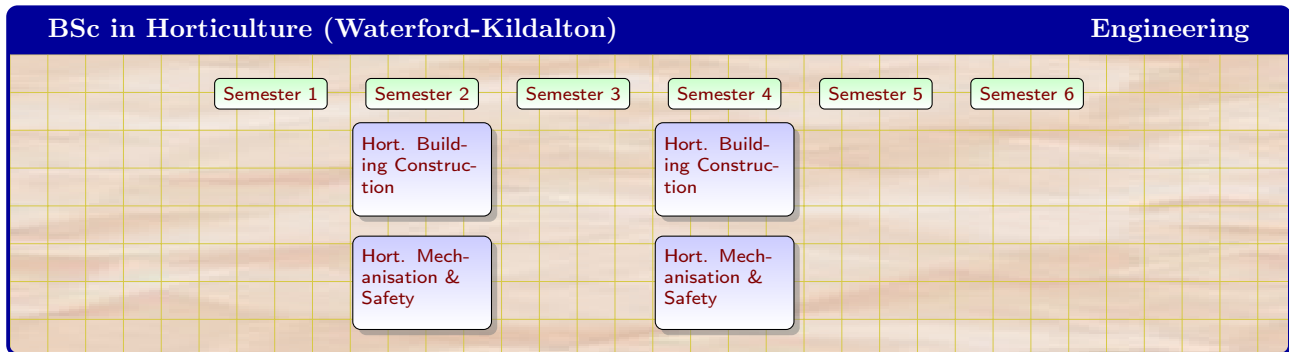 BSc in Horticulture (Waterford-Kildalton) Engineering
Semester 1 Semester 2 Semester 3 Semester 4 Semester 5 Semester 6
Hort. Build-
ing Construc-
tion
Hort. Build-
ing Construc-
tion
Hort. Mech-
anisation &
Safety
Hort. Mech-
anisation &
Safety